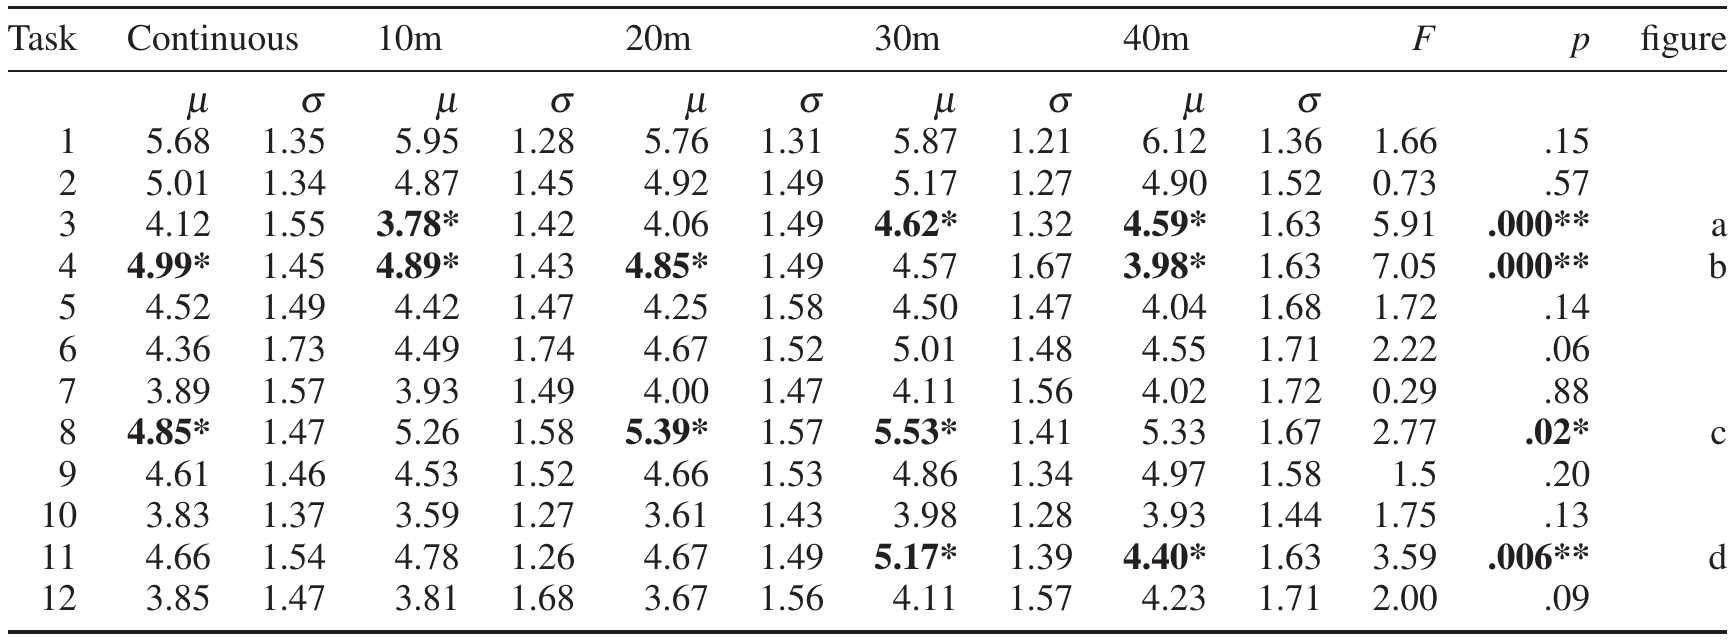 Task Continuous 10m 20m 30m 40m F p figure
μ σ μ σ μ σ μ σ μ σ
1 5.68 1.35 5.95 1.28 5.76 1.31 5.87 1.21 6.12 1.36 1.66 .15
2 5.01 1.34 4.87 1.45 4.92 1.49 5.17 1.27 4.90 1.52 0.73 .57
3 4.12 1.55 3.78* 1.42 4.06 1.49 4.62* 1.32 4.59* 1.63 5.91 .000** a
4 4.99* 1.45 4.89* 1.43 4.85* 1.49 4.57 1.67 3.98* 1.63 7.05 .000** b
5 4.52 1.49 4.42 1.47 4.25 1.58 4.50 1.47 4.04 1.68 1.72 .14
6 4.36 1.73 4.49 1.74 4.67 1.52 5.01 1.48 4.55 1.71 2.22 .06
7 3.89 1.57 3.93 1.49 4.00 1.47 4.11 1.56 4.02 1.72 0.29 .88
8 4.85* 1.47 5.26 1.58 5.39* 1.57 5.53* 1.41 5.33 1.67 2.77 .02* c
9 4.61 1.46 4.53 1.52 4.66 1.53 4.86 1.34 4.97 1.58 1.5 .20
10 3.83 1.37 3.59 1.27 3.61 1.43 3.98 1.28 3.93 1.44 1.75 .13
11 4.66 1.54 4.78 1.26 4.67 1.49 5.17* 1.39 4.40* 1.63 3.59 .006** d
12 3.85 1.47 3.81 1.68 3.67 1.56 4.11 1.57 4.23 1.71 2.00 .09